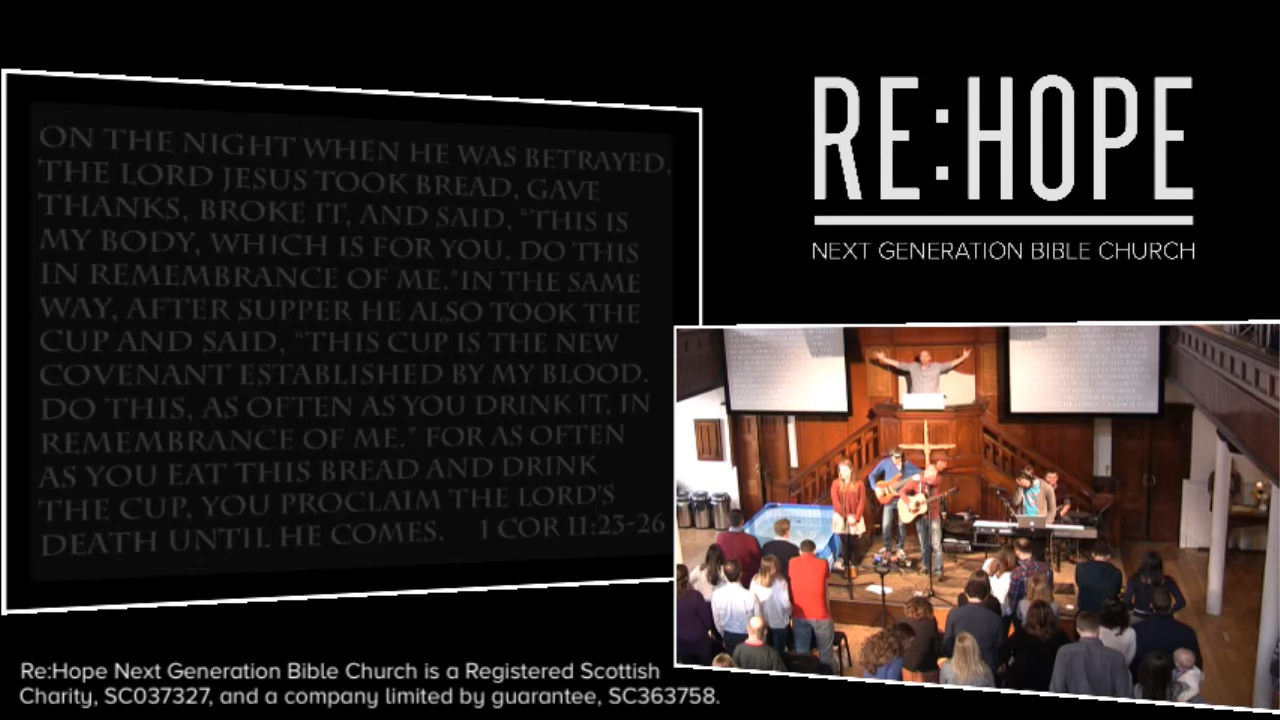 ON THE NIGHT WHEN HE WAS BETRAYED,
THE LORD JESUS TOOK BREAD, GAVE
THANKS, BROKE IT, AND SAID, "THIS IS
MY BODY, WHICH IS FOR YOU. DO THIS
IN REMEMBRANCE OF ME."IN THE SAME
WAY, AFTER SUPPER HE ALSO TOOK THE
CUP AND SAID, "THIS CUP IS THE NEW
COVENANT ESTABLISHED BY MY BLOOD.
DO THIS, AS OFTEN AS YOU DRINK IT, IN
REMEMBRANCE OF ME." FOR AS OFTEN
AS YOU EAT THIS BREAD AND DRINK
THE CUP, YOU PROCLAIM THE LORD'S
DEATH UNTIL HE COMES. 1 COR 11:23-26
RE:HOPE
NEXT GENERATION BIBLE CHURCH
Re:Hope Next Generation Bible Church is a Registered Scottish
Charity, SC037327, and a company limited by guarantee, SC363758.